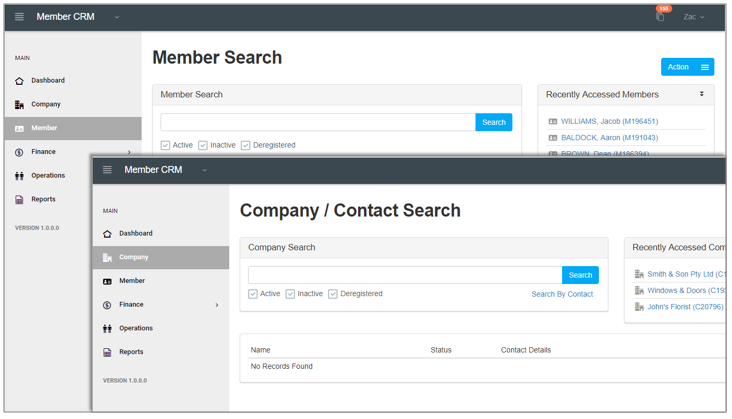 Member CRM
155
Zac
MAIN
Dashboard
Company
Member
Finance
Operations
Reports
VERSION 1.0.0.0
Member Search
Action
Member Search
Search
Active Inactive Deregistered
Recently Accessed Members
WILLIAMS, Jacob (M196451)
BALDOCK, Aaron (M191043)
BROWN, Dean (M186394)
Member CRM
MAIN
Dashboard
Company
Member
Finance
Operations
Reports
VERSION 1.0.0.0
Company / Contact Search
Company Search
Search
Active Inactive Deregistered
Search By Contact
Recently Accessed Com
Smith & Son Pty Ltd (C1
Windows & Doors (C19
John's Florist (C20796)
Name Status Contact Details
No Records Found